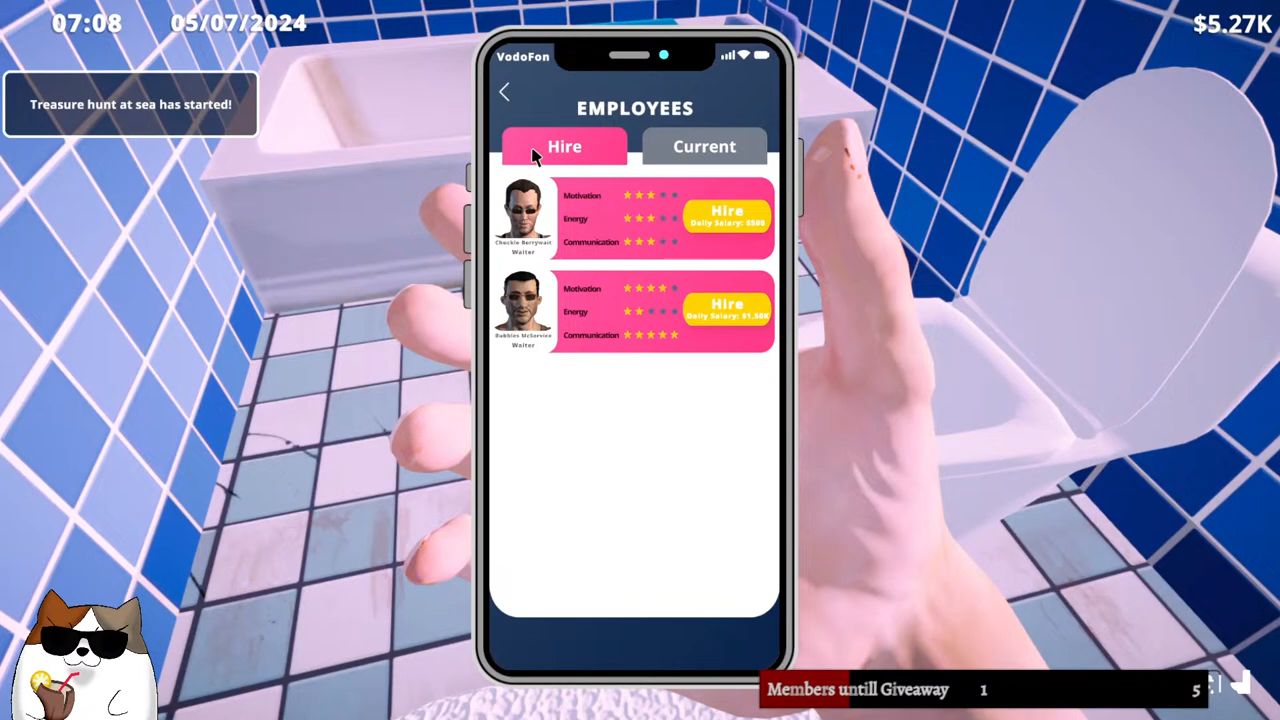 07:08
05/07/2024
$5.27K
Treasure hunt at sea has started!
VodoFon
EMPLOYEES
Hire
Current
Motivation
Energy
Communication
Hire
Daily Salary: $500
Chuckle Berrywait
Waiter
Motivation
Energy
Communication
Hire
Daily Salary: $1.50K
Bubbles McService
Waiter
Members untill Giveaway 1 5